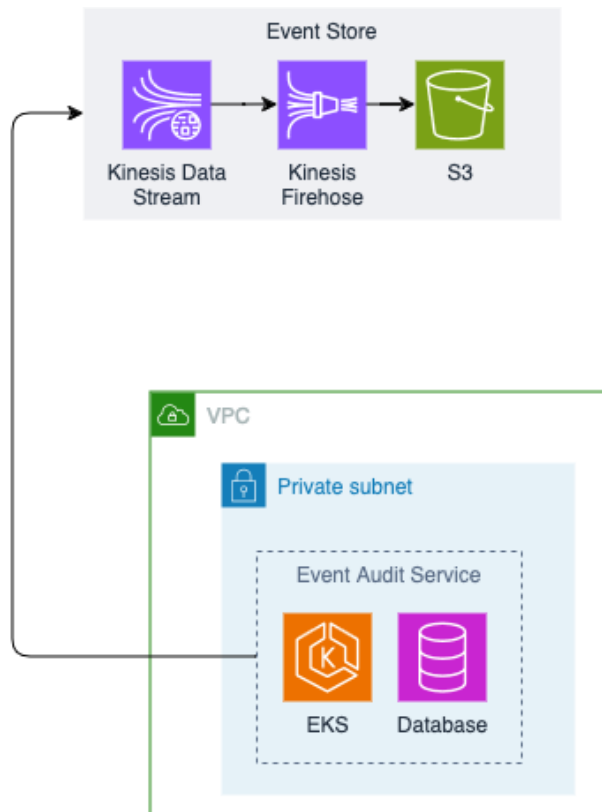 Event Store
Kinesis Data
Stream
Kinesis
Firehose
S3
VPC
Private subnet
Event Audit Service
K
EKS
Database